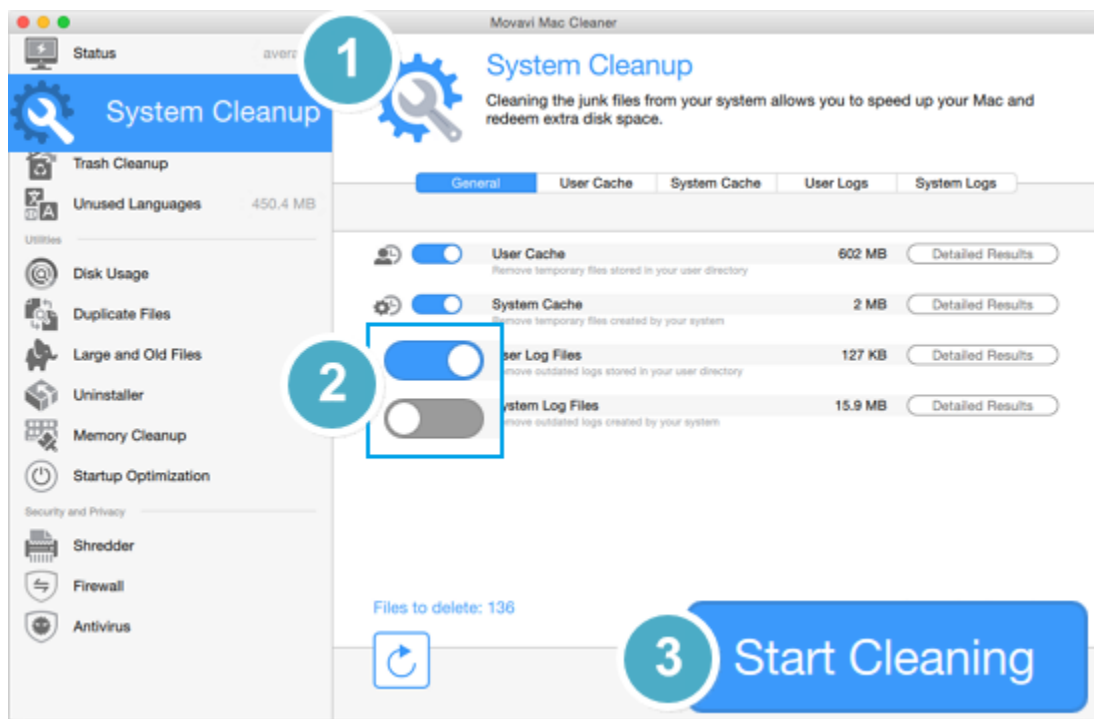 Movavi Mac Cleaner
Status
System Cleanup
Trash Cleanup
Unused Languages 450.4 MB
Utilities
Disk Usage
Duplicate Files
Large and Old Files
Uninstaller
Memory Cleanup
Startup Optimization
Security and Privacy
Shredder
Firewall
Antivirus
1
System Cleanup
Cleaning the junk files from your system allows you to speed up your Mac and
redeem extra disk space.
General User Cache System Cache User Logs System Logs
User Cache 602 MB Detailed Results
Remove temporary files stored in your user directory
System Cache 2 MB Detailed Results
Remove temporary files created by your system
2
Log Files 127 KB Detailed Results
outdated logs stored in your user directory
Log Files 15.9 MB Detailed Results
outdated logs created by your system
Files to delete: 136
3
Start Cleaning